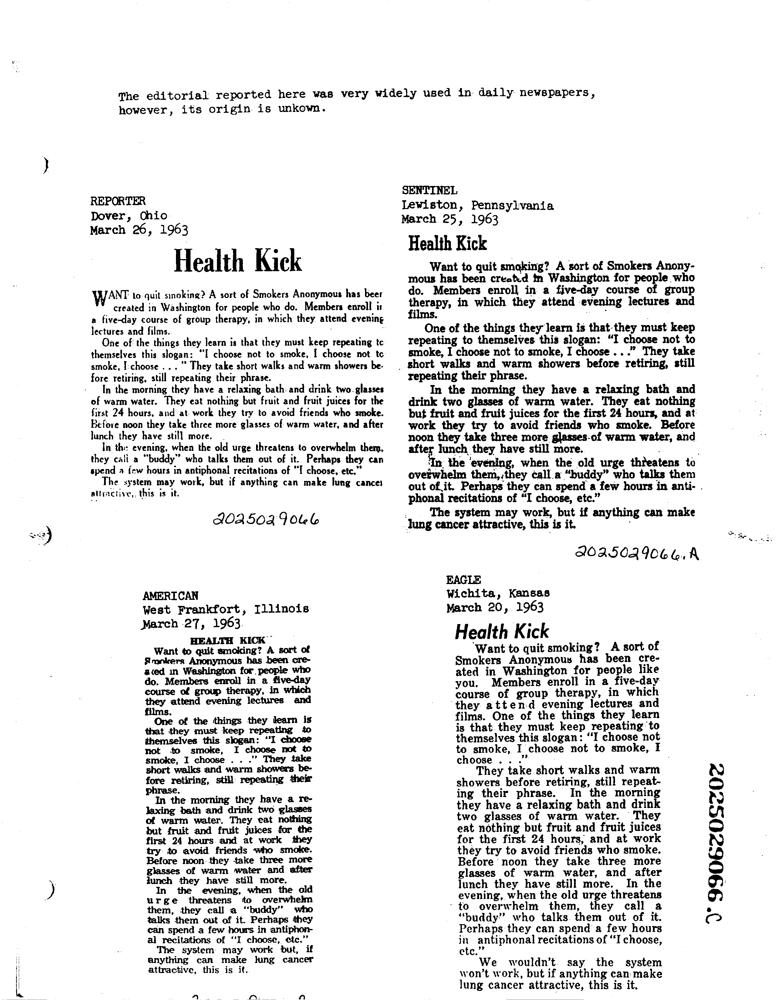 The editorial reported here was very widely used in daily newspapers,
however, its origin is unkown.
REPORTER
Dover, Ohio
March 26, 1963
Health Kick
WANT to quit smoking? A sort of Smokers Anonymous has beer
created in Washington for people who do. Members enroll ir
a five-day course of group therapy, in which they attend evening
lectures and films.
One of the things they learn is that they must keep repeating tc
themselves this slogan: "I choose not to smoke, I choose not tc
smoke, I choose . . . " They take short walks and warm showers be-
fore retiring, still repeating their phrase.
In the morning they have a relaxing bath and drink two glasses
of warm water. They eat nothing but fruit and fruit juices for the
first 24 hours, and at work they try to avoid friends who smoke.
Before noon they take three more glasses of warm water, and after
lunch they have still more.
In the evening, when the old urge threatens to overwhelm them,
they call a "buddy" who talks them out of it. Perhaps they can
spend a few hours in antiphonal recitations of "I choose, etc."
The system may work, but if anything can make lung cancer
attractive, this is it.
2025029066
SENTINEL
Lewiston, Pennsylvania
March 25, 1963
Health Kick
Want to quit smoking? A sort of Smokers Anony-
mous has been created in Washington for people who
do. Members enroll in a five-day course of group
therapy, in which they attend evening lectures and
films.
One of the things they learn is that they must keep
repeating to themselves this slogan: "I choose not to
smoke, I choose not to smoke, I choose . . ." They take
short walks and warm showers before retiring, still
repeating their phrase.
In the morning they have a relaxing bath and
drink two glasses of warm water. They eat nothing
but fruit and fruit juices for the first 24 hours, and at
work they try to avoid friends who smoke. Before
noon they take three more glasses of warm water, and
after lunch they have still more.
In the evening, when the old urge threatens to
overwhelm them, they call a "buddy" who talks them
out of it. Perhaps they can spend a few hours in anti-
phonal recitations of "I choose, etc."
The system may work, but if anything can make
lung cancer attractive, this is it.
2025029066.A
AMERICAN
West Frankfort, Illinois
March 27, 1963
HEALTH KICK
Want to quit smoking? A sort of
Smokers Anonymous has been cre-
ated in Washington for people who
do. Members enroll in a five-day
course of group therapy, in which
they attend evening lectures and
films.
One of the things they learn is
that they must keep repeating to
themselves this slogan: "I choose
not to smoke, I choose not to
smoke, I choose . . ." They take
short walks and warm showers be-
fore retiring, still repeating their
phrase.
In the morning they have a re-
laxing bath and drink two glasses
of warm water. They eat nothing
but fruit and fruit juices for the
first 24 hours and at work they
try to avoid friends who smoke.
Before noon they take three more
glasses of warm water and after
lunch they have still more.
In the evening, when the old
urge threatens to overwhelm
them, they call a "buddy" who
talks them out of it. Perhaps they
can spend a few hours in antiphon-
al recitations of "I choose, etc."
The system may work but, if
anything can make lung cancer
attractive, this is it.
EAGLE
Wichita, Kansas
March 20, 1963
Health Kick
Want to quit smoking? A sort of
Smokers Anonymous has been cre-
ated in Washington for people like
you. Members enroll in a five-day
course of group therapy, in which
they attend evening lectures and
films. One of the things they learn
is that they must keep repeating to
themselves this slogan: "I choose not
to smoke, I choose not to smoke, I
choose . . ."
They take short walks and warm
showers before retiring, still repeat-
ing their phrase. In the morning
they have a relaxing bath and drink
two glasses of warm water. They
eat nothing but fruit and fruit juices
for the first 24 hours, and at work
they try to avoid friends who smoke.
Before noon they take three more
glasses of warm water, and after
lunch they have still more. In the
evening, when the old urge threatens
to overwhelm them, they call a
"buddy" who talks them out of it.
Perhaps they can spend a few hours
in antiphonal recitations of "I choose,
etc."
We wouldn't say the system
won't work, but if anything can make
lung cancer attractive, this is it.
2025029066.C